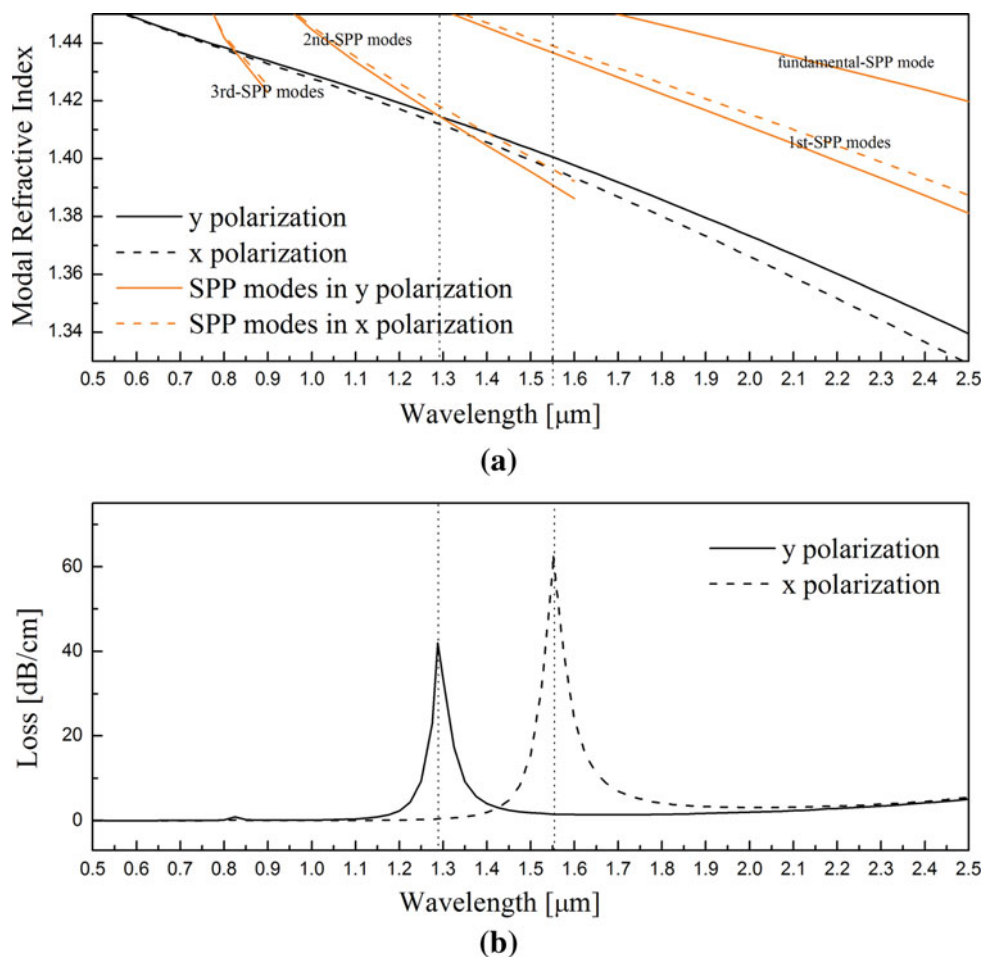 1.44
1.42
1.40
1.38
1.36
1.34
Modal Refractive Index
2nd-SPP modes
3rd-SPP modes
fundamental-SPP mode
1st-SPP modes
y polarization
x polarization
SPP modes in y polarization
SPP modes in x polarization
0.5 0.6 0.7 0.8 0.9 1.0 1.1 1.2 1.3 1.4 1.5 1.6 1.7 1.8 1.9 2.0 2.1 2.2 2.3 2.4 2.5
Wavelength [μm]
(a)
60
40
20
0
Loss [dB/cm]
y polarization
x polarization
0.5 0.6 0.7 0.8 0.9 1.0 1.1 1.2 1.3 1.4 1.5 1.6 1.7 1.8 1.9 2.0 2.1 2.2 2.3 2.4 2.5
Wavelength [μm]
(b)